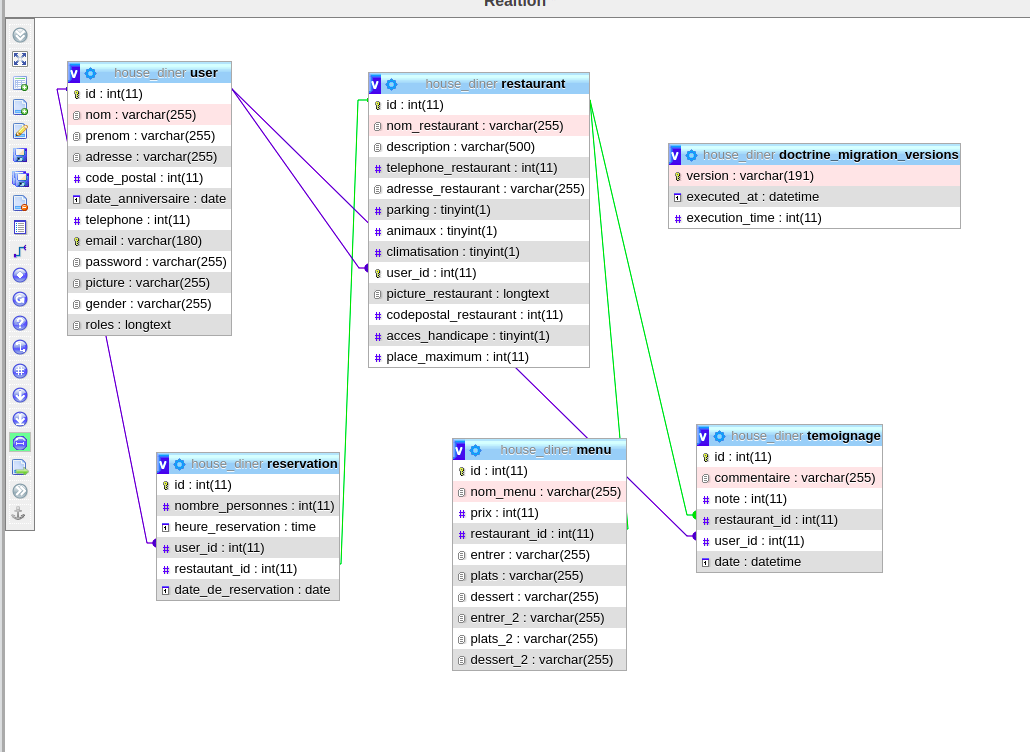 Realtion
house_diner user
id : int(11)
nom : varchar(255)
prenom : varchar(255)
adresse : varchar(255)
code_postal : int(11)
date_anniversaire : date
telephone : int(11)
email : varchar(180)
password : varchar(255)
picture : varchar(255)
gender : varchar(255)
roles : longtext
house_diner restaurant
id : int(11)
nom_restaurant : varchar(255)
description : varchar(500)
telephone_restaurant : int(11)
adresse_restaurant : varchar(255)
parking : tinyint(1)
animaux : tinyint(1)
climatisation : tinyint(1)
user_id : int(11)
picture_restaurant : longtext
codepostal_restaurant : int(11)
acces_handicape : tinyint(1)
place_maximum : int(11)
house_diner doctrine_migration_versions
version : varchar(191)
executed_at : datetime
execution_time : int(11)
house_diner reservation
id : int(11)
nombre_personnes : int(11)
heure_reservation : time
user_id : int(11)
restautant_id : int(11)
date_de_reservation : date
house_diner menu
id : int(11)
nom_menu : varchar(255)
prix : int(11)
restaurant_id : int(11)
entrer : varchar(255)
plats : varchar(255)
dessert : varchar(255)
entrer_2 : varchar(255)
plats_2 : varchar(255)
dessert_2 : varchar(255)
house_diner temoignage
id : int(11)
commentaire : varchar(255)
note : int(11)
restaurant_id : int(11)
user_id : int(11)
date : datetime